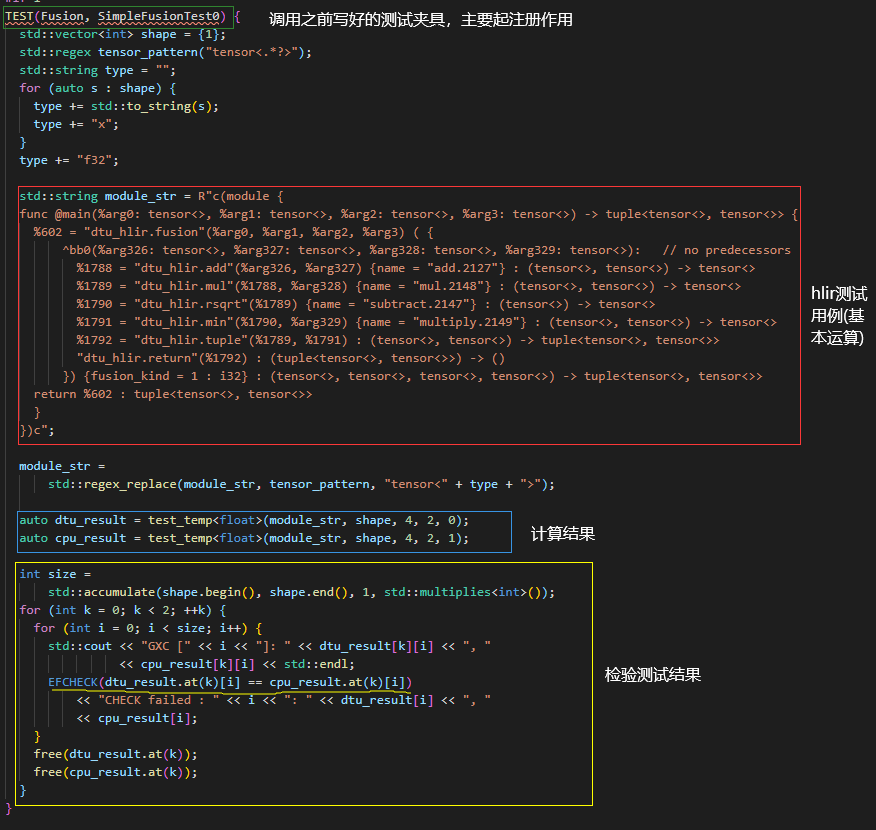 TEST(Fusion, SimpleFusionTest0) { 调用之前写好的测试夹具，主要起注册作用
std::vector<int> shape = {1};
std::regex tensor_pattern("tensor<.*?>");
std::string type = "";
for (auto s : shape) {
type += std::to_string(s);
type += "x";
}
type += "f32";
std::string module_str = R"c(module {
func @main(%arg0: tensor<>, %arg1: tensor<>, %arg2: tensor<>, %arg3: tensor<>) -> tuple<tensor<>, tensor<>> {
%602 = "dtu_hlir.fusion"(%arg0, %arg1, %arg2, %arg3) ( {
^bb0(%arg326: tensor<>, %arg327: tensor<>, %arg328: tensor<>, %arg329: tensor<>):   // no predecessors
%1788 = "dtu_hlir.add"(%arg326, %arg327) {name = "add.2127"} : (tensor<>, tensor<>) -> tensor<>
%1789 = "dtu_hlir.mul"(%1788, %arg328) {name = "mul.2148"} : (tensor<>, tensor<>) -> tensor<>
%1790 = "dtu_hlir.rsqrt"(%1789) {name = "subtract.2147"} : (tensor<>) -> tensor<>
%1791 = "dtu_hlir.min"(%1790, %arg329) {name = "multiply.2149"} : (tensor<>, tensor<>) -> tensor<>
%1792 = "dtu_hlir.tuple"(%1789, %1791) : (tensor<>, tensor<>) -> tuple<tensor<>, tensor<>>
"dtu_hlir.return"(%1792) : (tuple<tensor<>, tensor<>>) -> ()
}) {fusion_kind = 1 : i32} : (tensor<>, tensor<>, tensor<>, tensor<>) -> tuple<tensor<>, tensor<>>
return %602 : tuple<tensor<>, tensor<>>
}
})c";
hlir测试
用例(基
本运算)
module_str =
std::regex_replace(module_str, tensor_pattern, "tensor<" + type + ">");
auto dtu_result = test_temp<float>(module_str, shape, 4, 2, 0);
auto cpu_result = test_temp<float>(module_str, shape, 4, 2, 1);
计算结果
int size =
std::accumulate(shape.begin(), shape.end(), 1, std::multiplies<int>());
for (int k = 0; k < 2; ++k) {
for (int i = 0; i < size; i++) {
std::cout << "GXC [" << i << "]: " << dtu_result[k][i] << ", "
<< cpu_result[k][i] << std::endl;
EFCHECK(dtu_result.at(k)[i] == cpu_result.at(k)[i])
<< "CHECK failed : " << i << ": " << dtu_result[i] << ", "
<< cpu_result[i];
}
free(dtu_result.at(k));
free(cpu_result.at(k));
}
检验测试结果
}